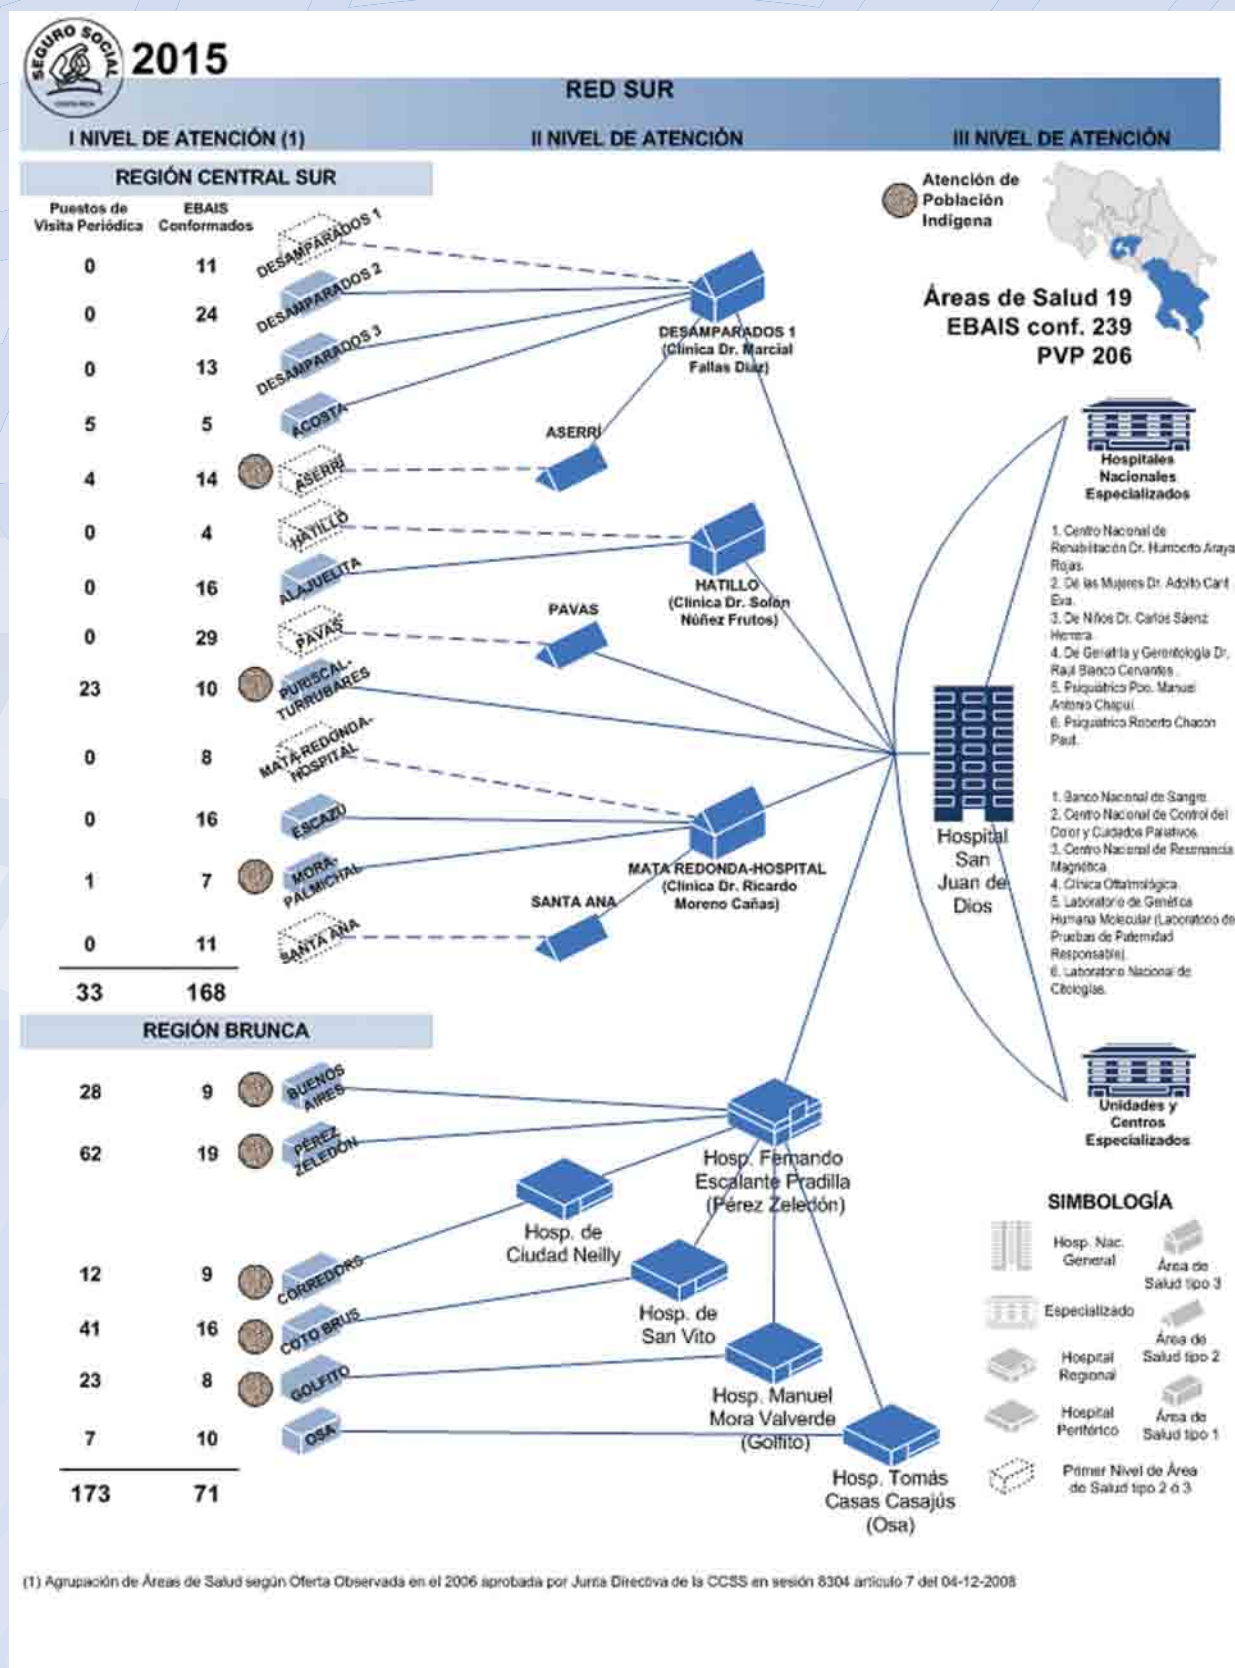 SEGURO SOCIAL
COSTA RICA
2015
RED SUR
I NIVEL DE ATENCIÓN (1)
II NIVEL DE ATENCIÓN
III NIVEL DE ATENCIÓN
REGIÓN CENTRAL SUR
Puestos de
Visita Periódica
EBAIS
Conformados
Atención de
Población
Indígena
Áreas de Salud 19
EBAIS conf. 239
PVP 206
0 11 DESAMPARADOS 1
0 24 DESAMPARADOS 2
0 13 DESAMPARADOS 3
5 5 ACOSTA
4 14 ASERRÍ
0 4 HATILLO
0 16 ALAJUELITA
0 29 PAVAS
23 10 PURISCAL-
TURRUBARES
0 8 MATA REDONDA-
HOSPITAL
0 16 ESCAZÚ
1 7 MORA-
PALMICHAL
0 11 SANTA ANA
33 168
DESAMPARADOS 1
(Clínica Dr. Marcial
Fallas Díaz)
ASERRÍ
HATILLO
(Clínica Dr. Solón
Núñez Frutos)
PAVAS
MATA REDONDA-HOSPITAL
(Clínica Dr. Ricardo
Moreno Cañas)
SANTA ANA
Hospitales
Nacionales
Especializados
1. Centro Nacional de
Rehabilitación Dr. Humberto Araya
Rojas.
2. De las Mujeres Dr. Adolfo Carit
Eva.
3. De Niños Dr. Carlos Sáenz
Herrera.
4. De Geriatría y Gerontología Dr.
Raúl Blanco Cervantes.
5. Psiquiátrico Pbo. Manuel
Antonio Chapuí.
6. Psiquiátrico Roberto Chacon
Paut.
Hospital
San
Juan de
Dios
1. Banco Nacional de Sangre.
2. Centro Nacional de Control del
Dolor y Cuidados Paliativos.
3. Centro Nacional de Resonancia
Magnética.
4. Clínica Oftalmológica.
5. Laboratorio de Genética
Humana Molecular (Laboratorio de
Pruebas de Paternidad
Responsable).
6. Laboratorio Nacional de
Citologías.
Unidades y
Centros
Especializados
REGIÓN BRUNCA
28 9 BUENOS
AIRES
62 19 PÉREZ
ZELEDÓN
12 9 CORREDORS
41 16 COTO BRUS
23 8 GOLFITO
7 10 OSA
173 71
Hosp. Fernando
Escalante Pradilla
(Pérez Zeledón)
Hosp. de
Ciudad Neilly
Hosp. de
San Vito
Hosp. Manuel
Mora Valverde
(Golfito)
Hosp. Tomás
Casas Casajús
(Osa)
SIMBOLOGÍA
Hosp. Nac.
General
Área de
Salud tipo 3
Especializado
Área de
Salud tipo 2
Hospital
Regional
Hospital
Periférico
Área de
Salud tipo 1
Primer Nivel de Área
de Salud tipo 2 ó 3
(1) Agrupación de Áreas de Salud según Oferta Observada en el 2006 aprobada por Junta Directiva de la CCSS en sesión 8304 artículo 7 del 04-12-2008